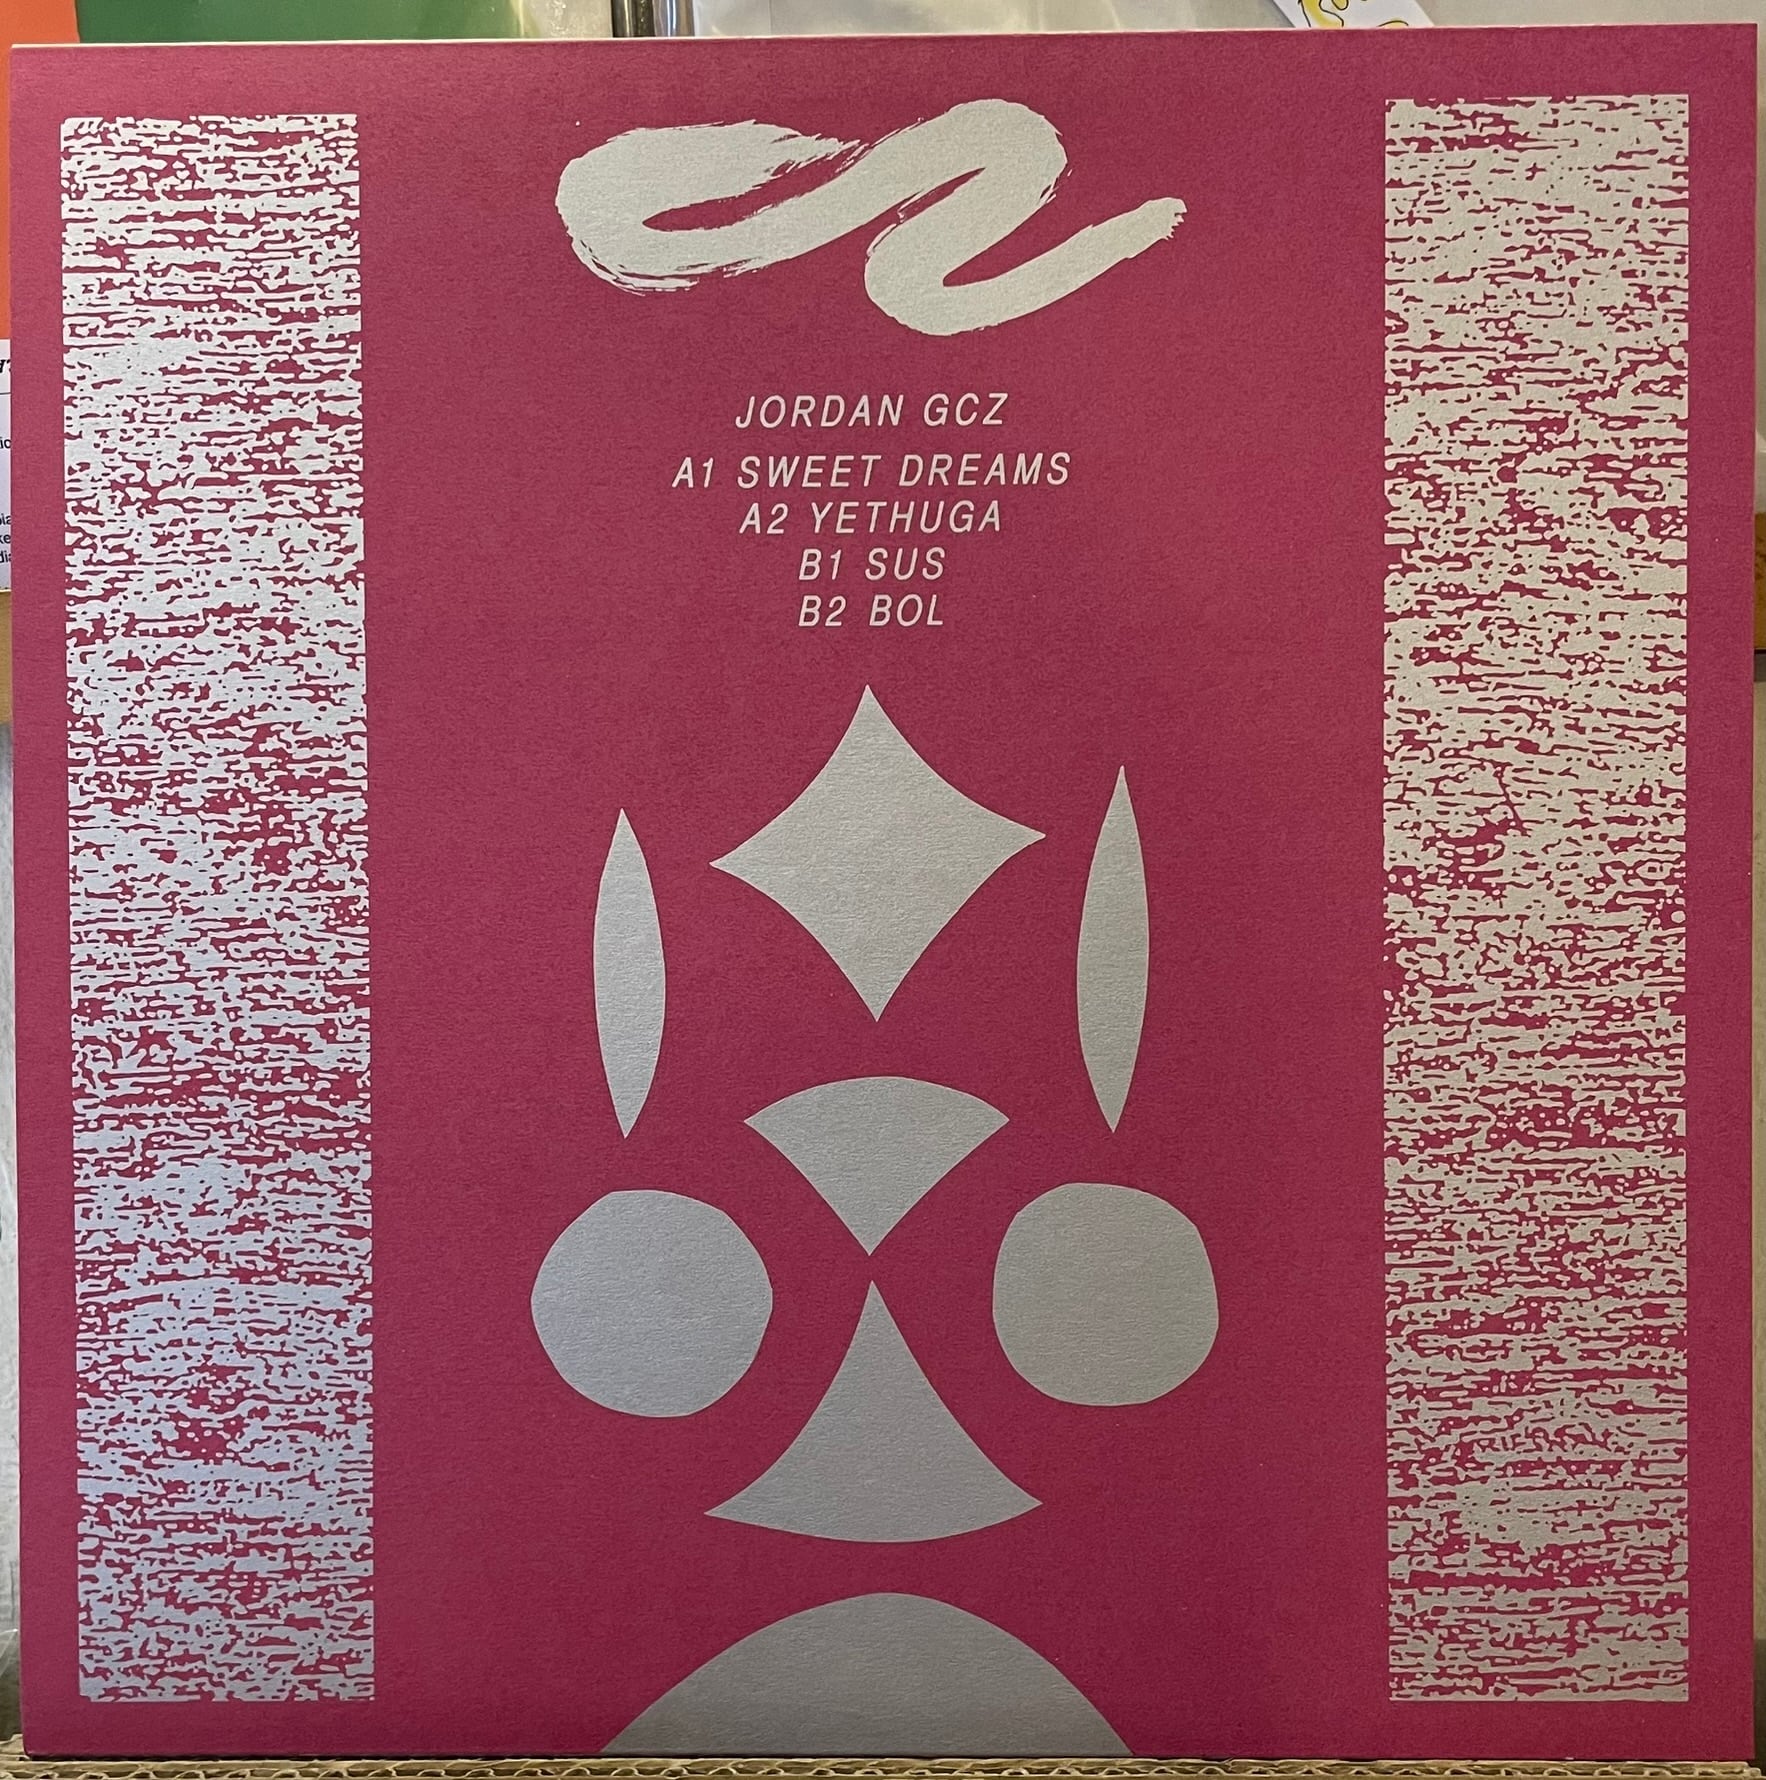 JORDAN GCZ
A1 SWEET DREAMS
A2 YETHUGA
B1 SUS
B2 BOL